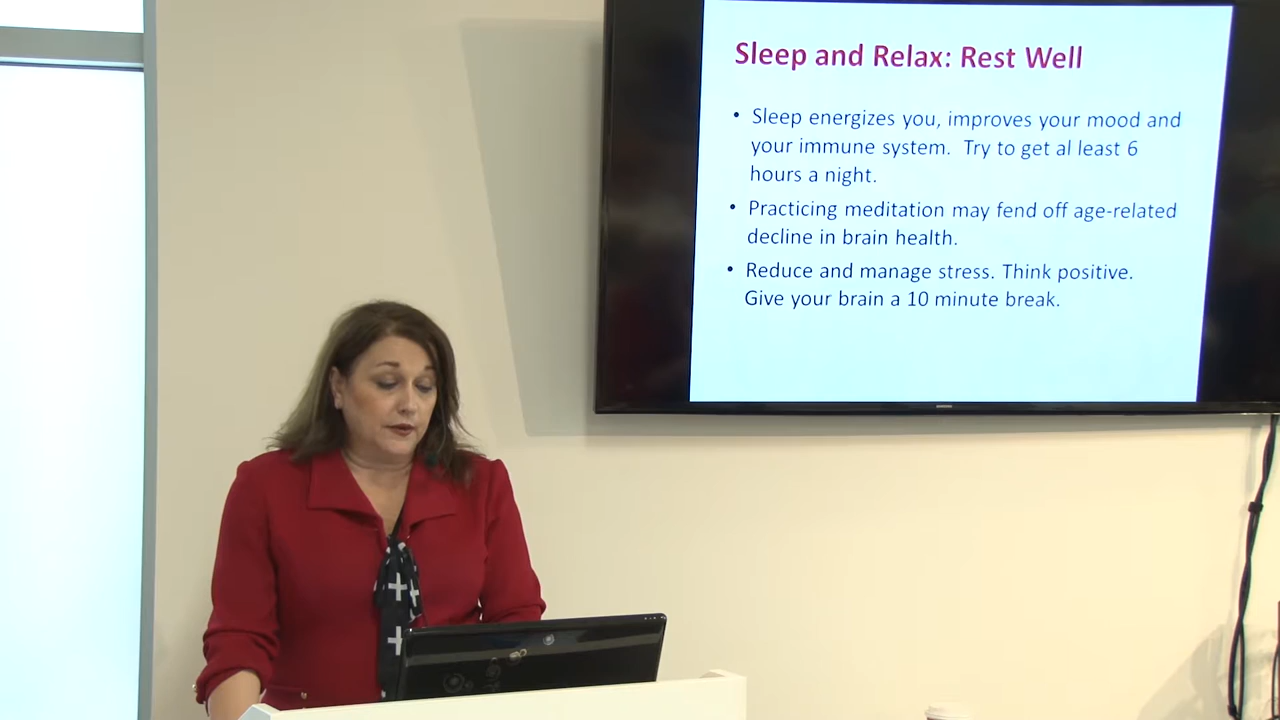 Sleep and Relax: Rest Well
• Sleep energizes you, improves your mood and
your immune system. Try to get al least 6
hours a night.
• Practicing meditation may fend off age-related
decline in brain health.
• Reduce and manage stress. Think positive.
Give your brain a 10 minute break.